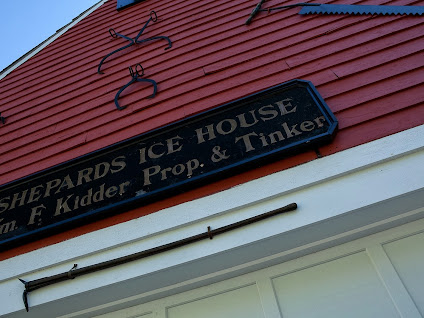 SHEPARDS ICE HOUSE
m. F. Kidder Prop. & Tinker